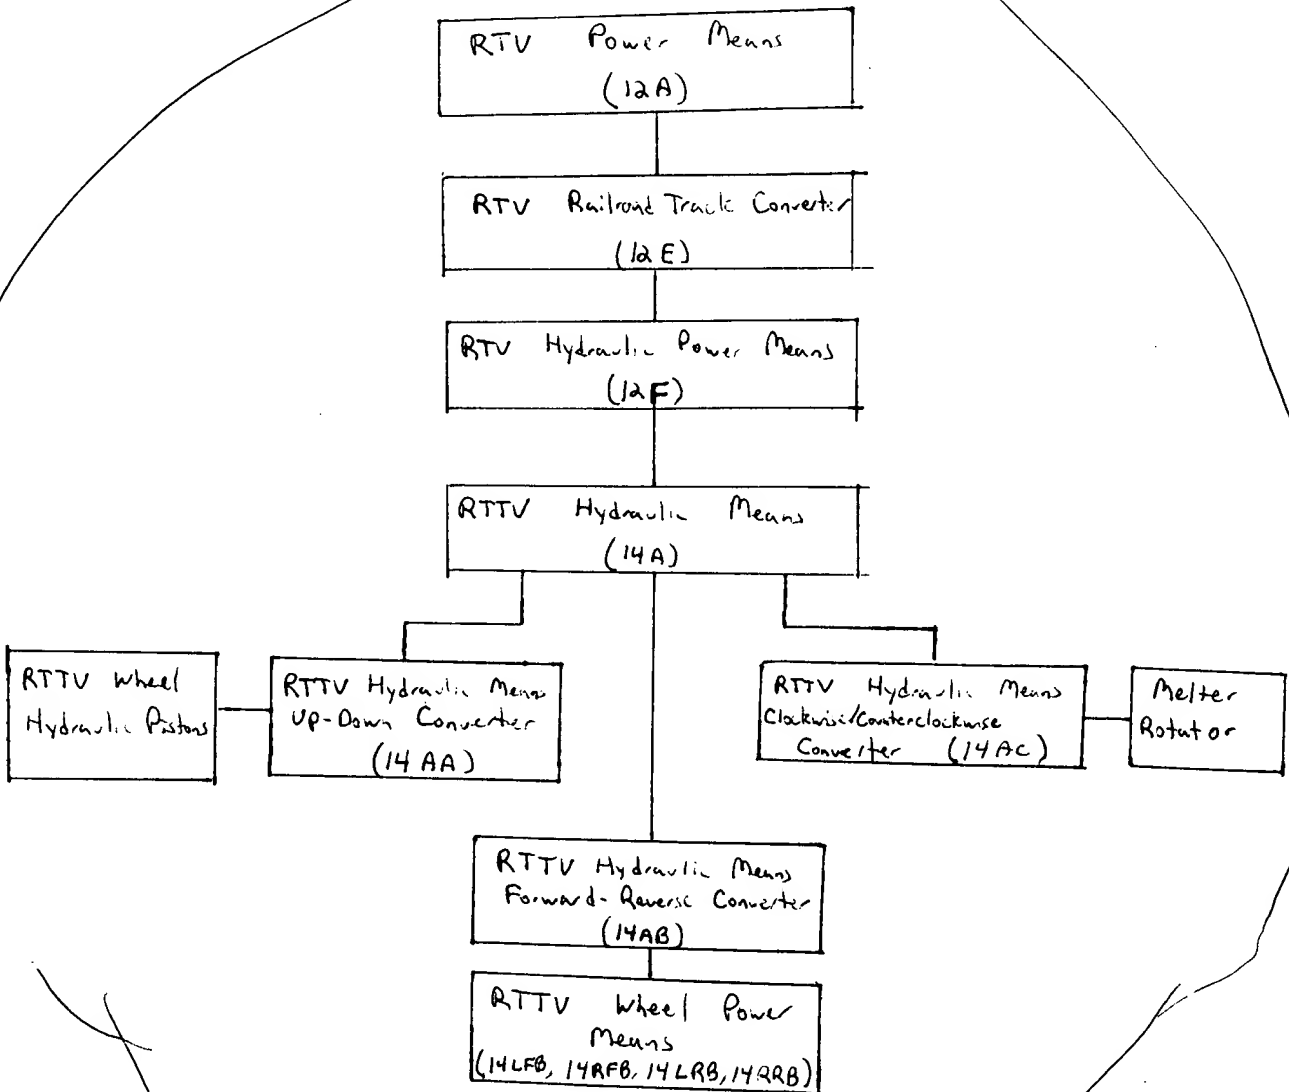 RTV Power Means
(12A)
RTV Railroad Track Converter
(12E)
RTV Hydraulic Power Means
(12F)
RTTV Hydraulic Means
(14A)
RTTV Wheel
Hydraulic Pistons
RTTV Hydraulic Means
Up-Down Converter
(14AA)
RTTV Hydraulic Means
Clockwise/Counterclockwise
Converter (14AC)
Melter
Rotator
RTTV Hydraulic Means
Forward-Reverse Converter
(14AB)
RTTV Wheel Power
Means
(14LFB, 14RFB, 14LRB, 14RRB)